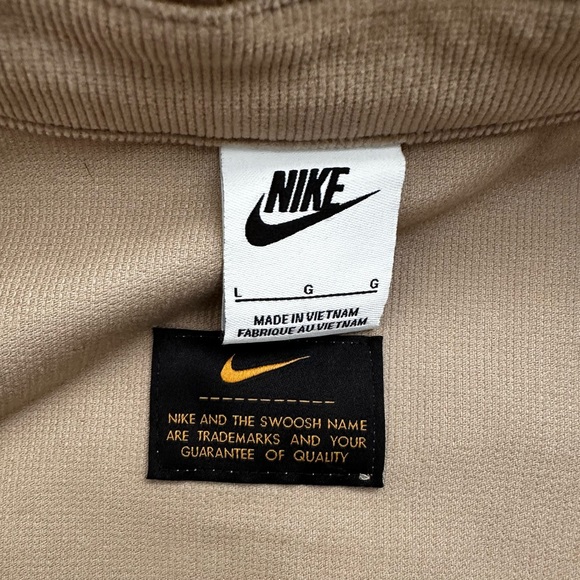 NIKE
L G G
MADE IN VIETNAM
FABRIQUE AU VIETNAM
NIKE AND THE SWOOSH NAME
ARE TRADEMARKS AND YOUR
GUARANTEE OF QUALITY